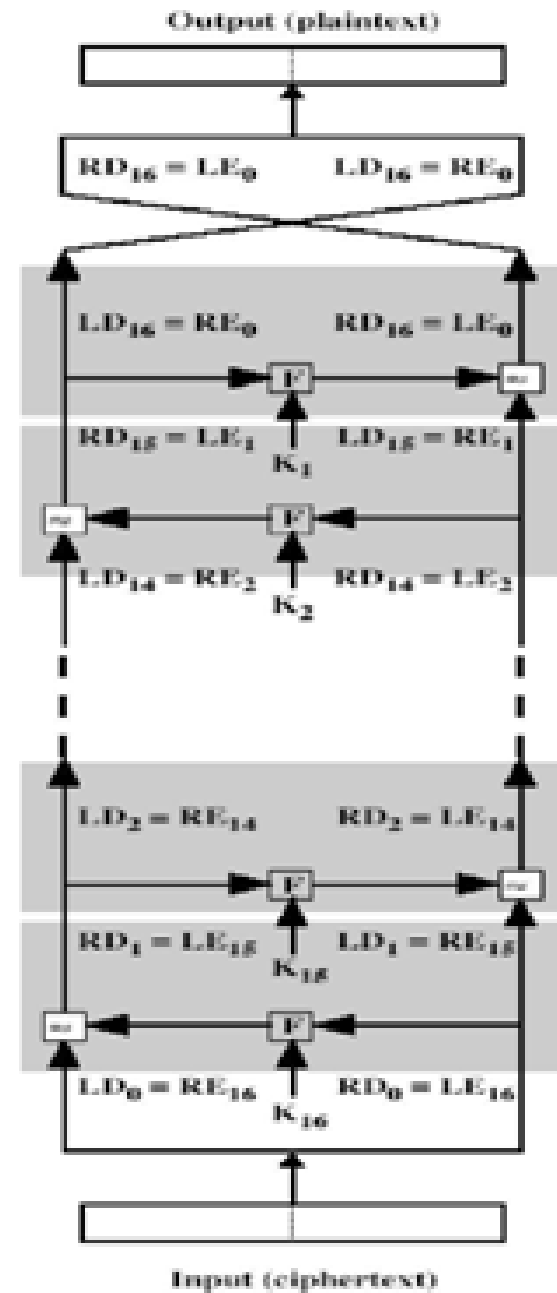 Output (plaintext)
RD₁₆ = LE₀ LD₁₆ = RE₀
LD₁₆ = RE₀ RD₁₆ = LE₀
F
RD₁₅ = LE₁ LD₁₅ = RE₁
K₁
F
LD₁₄ = RE₂ RD₁₄ = LE₂
K₂
LD₂ = RE₁₄ RD₂ = LE₁₄
F
RD₁ = LE₁₅ LD₁ = RE₁₅
K₁₅
F
LD₀ = RE₁₆ RD₀ = LE₁₆
K₁₆
Input (ciphertext)